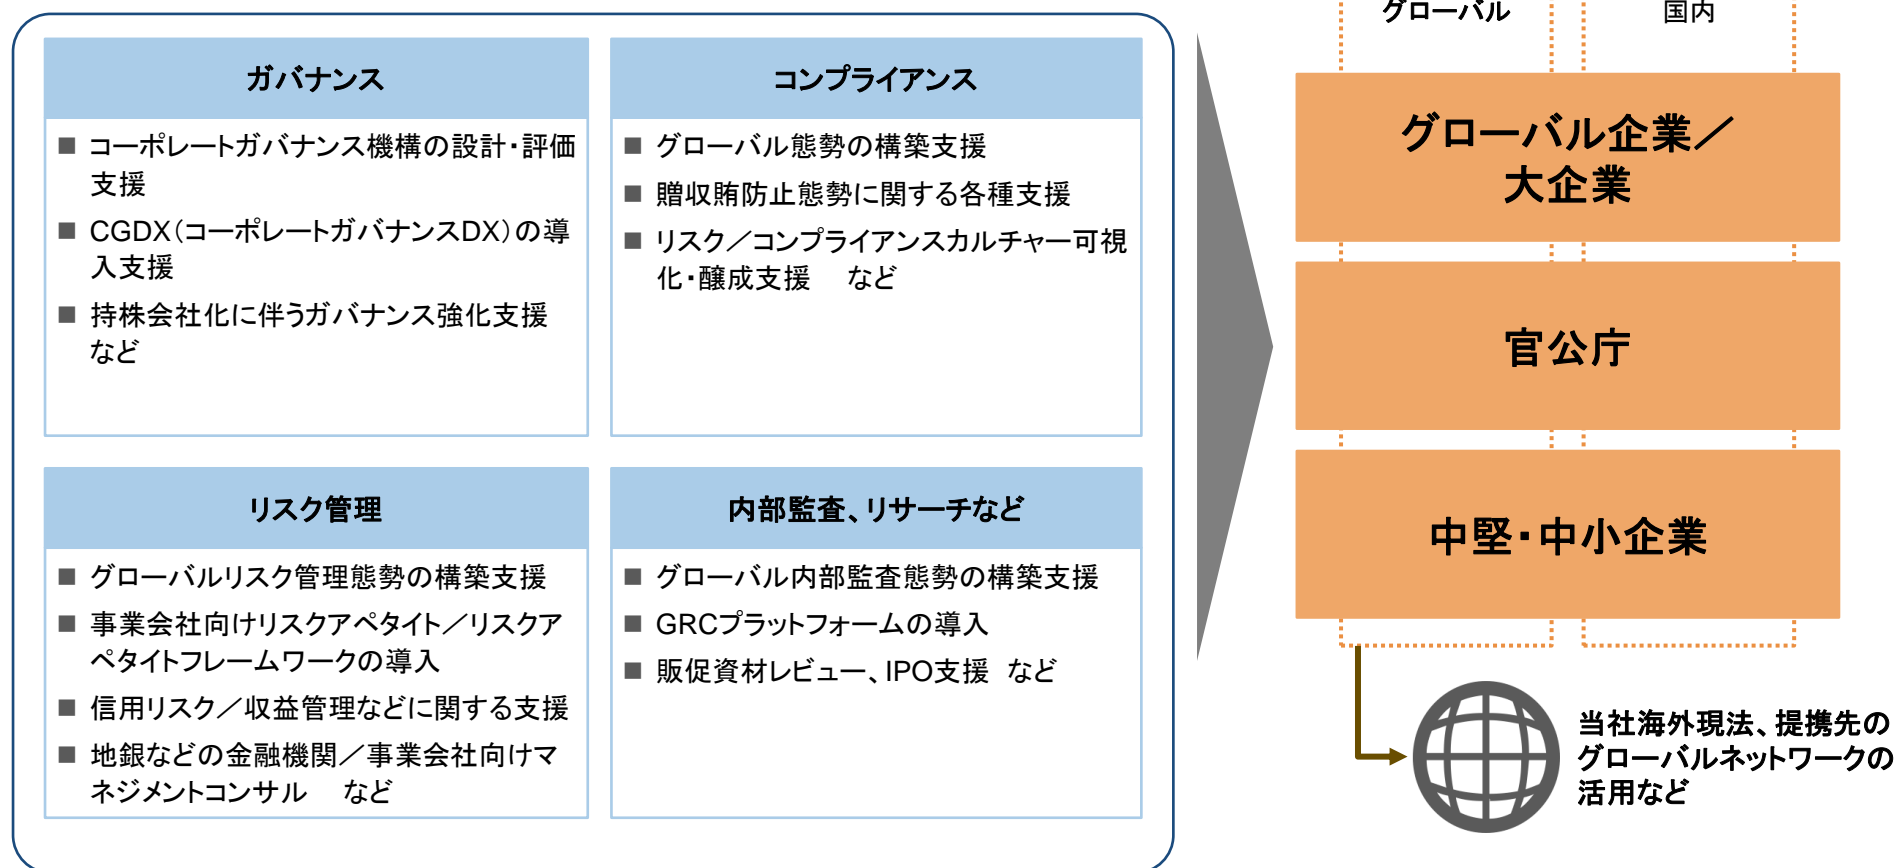 ガバナンス
■ コーポレートガバナンス機構の設計・評価
支援
■ CGDX(コーポレートガバナンスDX)の導
入支援
■ 持株会社化に伴うガバナンス強化支援
など
コンプライアンス
■ グローバル態勢の構築支援
■ 贈収賄防止態勢に関する各種支援
■ リスク／コンプライアンスカルチャー可視
化・醸成支援　など
リスク管理
■ グローバルリスク管理態勢の構築支援
■ 事業会社向けリスクアペタイト／リスクア
ペタイトフレームワークの導入
■ 信用リスク／収益管理などに関する支援
■ 地銀などの金融機関／事業会社向けマ
ネジメントコンサル　など
内部監査、リサーチなど
■ グローバル内部監査態勢の構築支援
■ GRCプラットフォームの導入
■ 販促資材レビュー、IPO支援 など
グローバル
国内
グローバル企業／
大企業
官公庁
中堅・中小企業
当社海外現法、提携先の
グローバルネットワークの
活用など